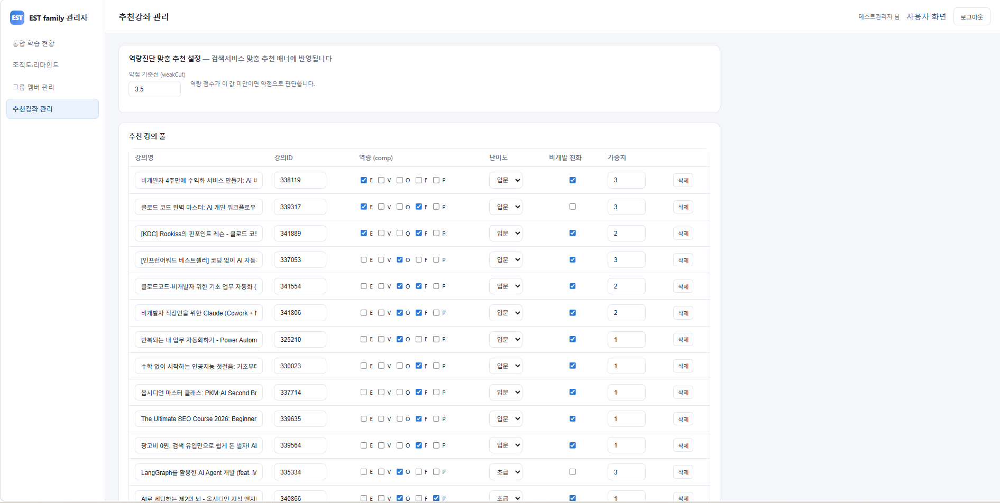 EST EST family 관리자
통합 학습 현황
조직도·리마인드
그룹 멤버 관리
추천강좌 관리
추천강좌 관리
테스트관리자 님 사용자 화면 로그아웃
역량진단 맞춤 추천 설정 — 검색서비스 맞춤 추천 배너에 반영됩니다
약점 기준선 (weakCut)
3.5 역량 점수가 이 값 미만이면 약점으로 판단합니다.
추천 강의 풀
강의명 강의ID 역량 (comp) 난이도 비개발 친화 가중치
비개발자 4주만에 수익화 서비스 만들기: AI 338119 E V O F P 입문 3 삭제
클로드 코드 완벽 마스터: AI 개발 워크플로우 339317 E V O F P 입문 3 삭제
[KDC] Rookiss의 핀포인트 레슨 - 클로드 341889 E V O F P 입문 2 삭제
[인프런어워드 베스트셀러] 코딩 없이 AI 자동 337053 E V O F P 입문 3 삭제
클로드코드-비개발자 위한 기초 업무 자동화 ( 341554 E V O F P 입문 2 삭제
비개발자 직장인을 위한 Claude (Cowork + 341806 E V O F P 입문 2 삭제
반복되는 내 업무 자동화하기 - Power Autom 325210 E V O F P 입문 1 삭제
수학 없이 시작하는 인공지능 첫걸음: 330023 E V O F P 입문 1 삭제
옵시디언 마스터 클래스: PKM·AI Second Br 337714 E V O F P 입문 1 삭제
The Ultimate SEO Course 2026: Beginner 339635 E V O F P 입문 1 삭제
광고비 0원, 검색 유입만으로 쉽게 돈 벌자! AI 339564 E V O F P 입문 1 삭제
LangGraph를 활용한 AI Agent 개발 (feat. M 335334 E V O F P 초급 3 삭제
AI로 세팅하는 제2의 뇌 - 옵시디언 지식 340866 E V O F P 초급 1 삭제